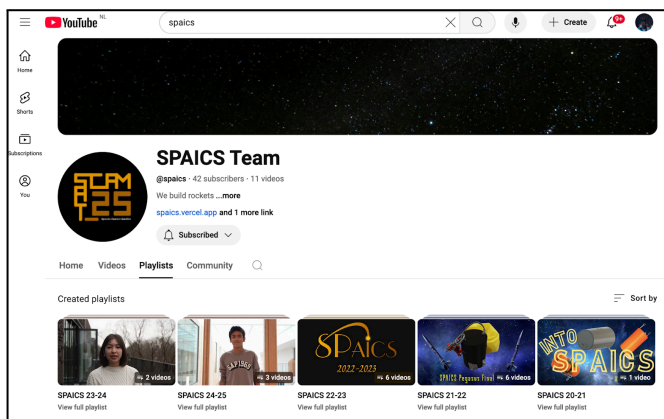 YouTube NL
spaics
Create
9+
Home
Shorts
Subscriptions
You
SCAM
25
SPAICS Team
@spaics · 42 subscribers · 11 videos
We build rockets ...more
spaics.vercel.app and 1 more link
Subscribed
Home Videos Playlists Community
Created playlists
Sort by
2 videos
SAP1969
3 videos
SPAICS
2022-2023
6 videos
SPAICS Pegasus Final
6 videos
INTO
SPAICS
1 video
SPAICS 23-24
SPAICS 24-25
SPAICS 22-23
SPAICS 21-22
SPAICS 20-21
View full playlist
View full playlist
View full playlist
View full playlist
View full playlist